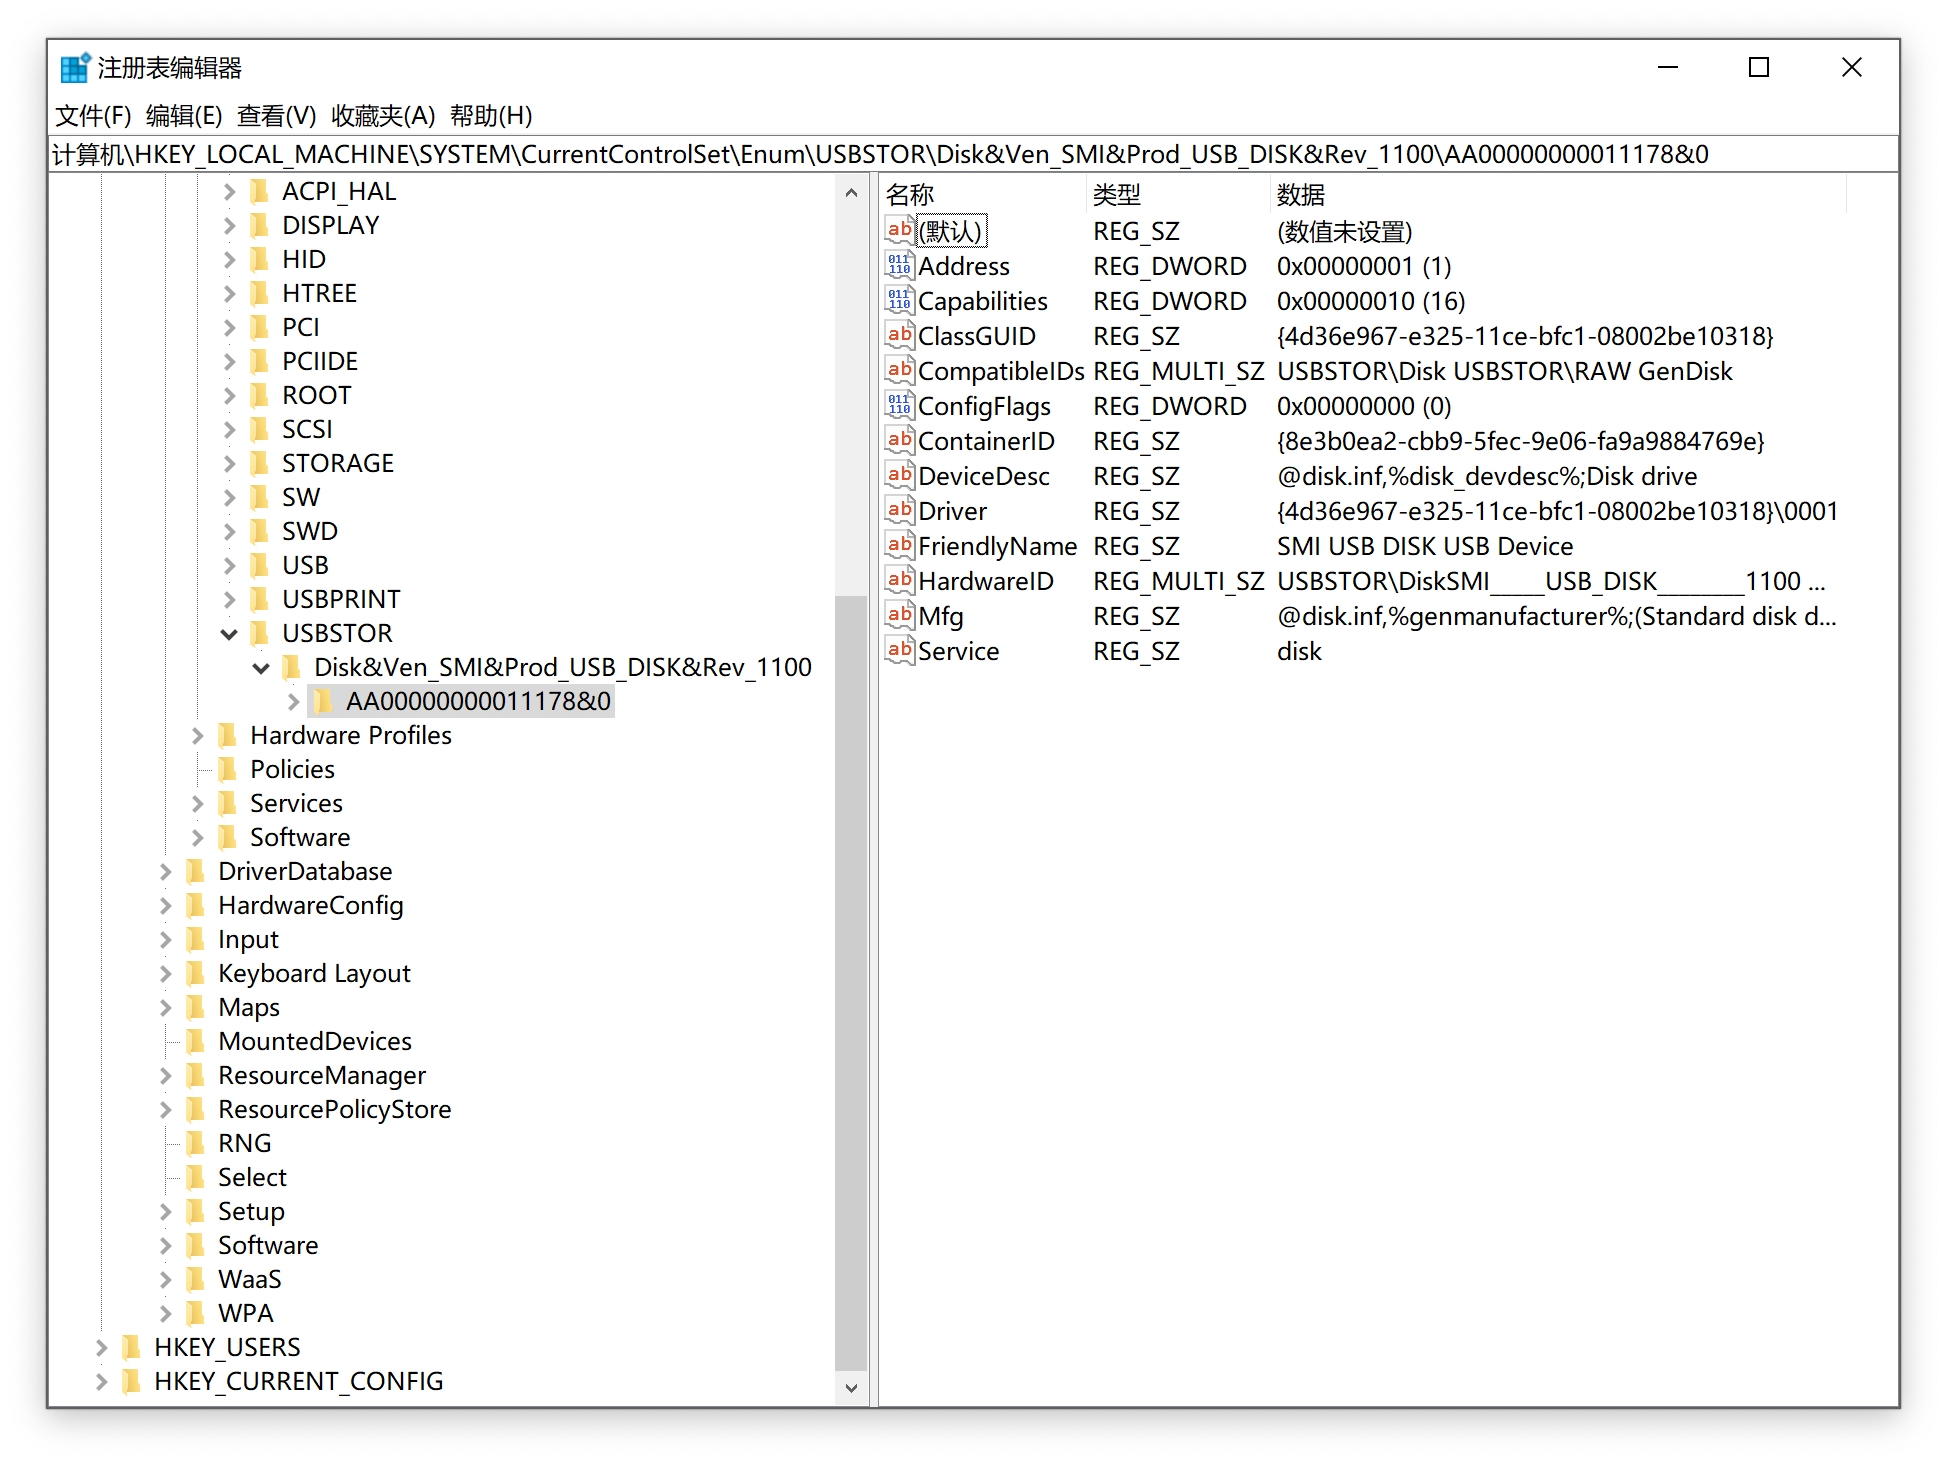 注册表编辑器
文件(F) 编辑(E) 查看(V) 收藏夹(A) 帮助(H)
计算机\HKEY_LOCAL_MACHINE\SYSTEM\CurrentControlSet\Enum\USBSTOR\Disk&Ven_SMI&Prod_USB_DISK&Rev_1100\AA00000000011178&0
ACPI_HAL
DISPLAY
HID
HTREE
PCI
PCIIDE
ROOT
SCSI
STORAGE
SW
SWD
USB
USBPRINT
USBSTOR
Disk&Ven_SMI&Prod_USB_DISK&Rev_1100
AA00000000011178&0
Hardware Profiles
Policies
Services
Software
DriverDatabase
HardwareConfig
Input
Keyboard Layout
Maps
MountedDevices
ResourceManager
ResourcePolicyStore
RNG
Select
Setup
Software
WaaS
WPA
HKEY_USERS
HKEY_CURRENT_CONFIG
名称 类型 数据
(默认) REG_SZ (数值未设置)
Address REG_DWORD 0x00000001 (1)
Capabilities REG_DWORD 0x00000010 (16)
ClassGUID REG_SZ {4d36e967-e325-11ce-bfc1-08002be10318}
CompatibleIDs REG_MULTI_SZ USBSTOR\Disk USBSTOR\RAW GenDisk
ConfigFlags REG_DWORD 0x00000000 (0)
ContainerID REG_SZ {8e3b0ea2-cbb9-5fec-9e06-fa9a9884769e}
DeviceDesc REG_SZ @disk.inf,%disk_devdesc%;Disk drive
Driver REG_SZ {4d36e967-e325-11ce-bfc1-08002be10318}\0001
FriendlyName REG_SZ SMI USB DISK USB Device
HardwareID REG_MULTI_SZ USBSTOR\DiskSMI_____USB_DISK________1100 ...
Mfg REG_SZ @disk.inf,%genmanufacturer%;(Standard disk d...
Service REG_SZ disk